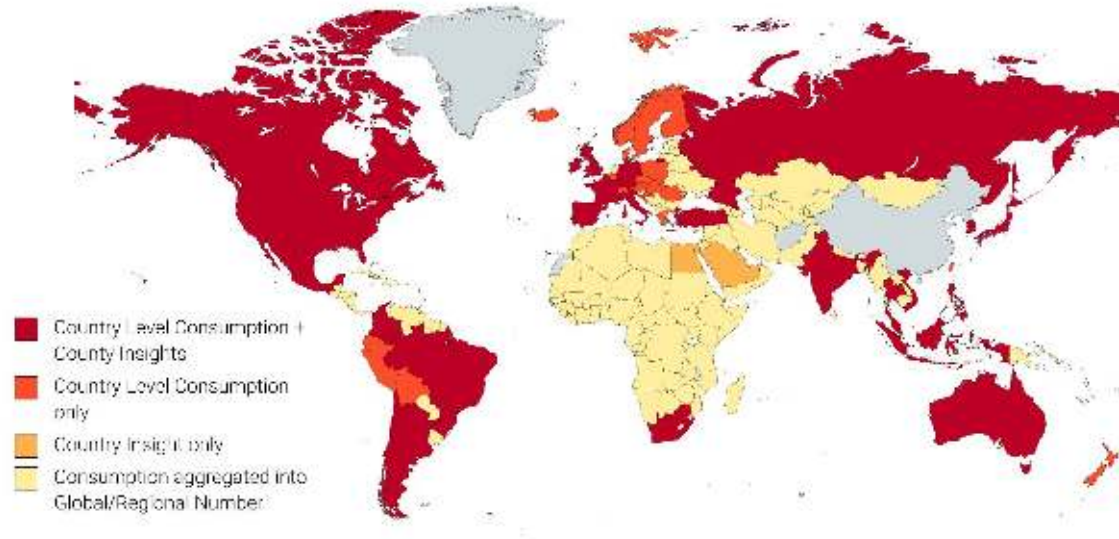 Country Level Consumption +
County Insights
Country Level Consumption
only
Country Insight only
Consumption aggregated into
Global/Regional Number